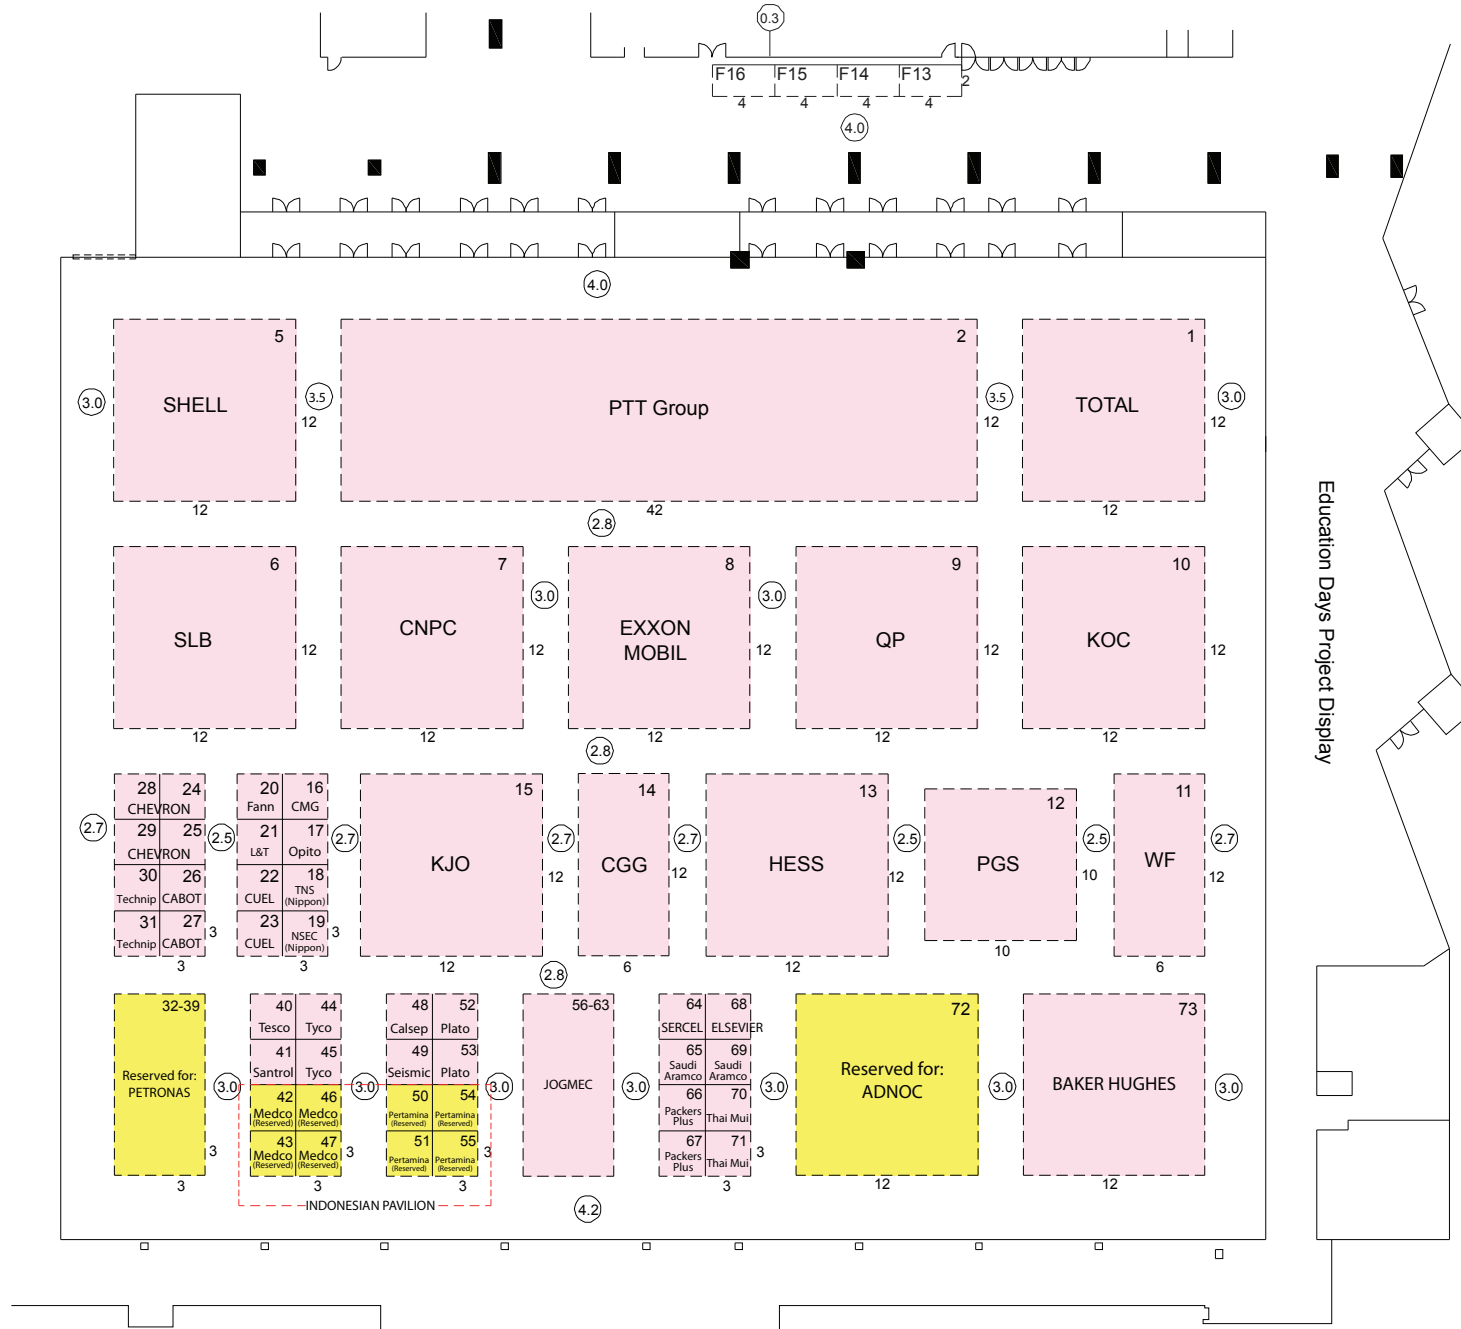 0.3
F16
F15
F14
F13
2
4
4
4
4
4.0
4.0
5
2
1
3.0
SHELL
3.5
12
PTT Group
3.5
12
TOTAL
3.0
12
12
42
12
2.8
6
7
8
9
10
SLB
12
CNPC
3.0
12
EXXON
MOBIL
3.0
12
QP
12
KOC
12
12
12
12
12
12
2.8
Education Days Project Display
28
24
CHEVRON
29
25
CHEVRON
30
26
Technip
CABOT
31
27
Technip
CABOT
2.7
2.5
3
3
20
16
Fann
CMG
21
17
L&T
Opito
22
18
CUEL
TNS
(Nippon)
23
19
CUEL
NSEC
(Nippon)
2.7
3
3
15
KJO
2.7
12
12
14
CGG
2.7
12
6
13
HESS
2.5
12
12
12
PGS
2.5
10
10
11
WF
2.7
12
6
2.8
32-39
Reserved for:
PETRONAS
3.0
3
3
40
44
Tesco
Tyco
41
45
Santrol
Tyco
42
46
Medco
(Reserved)
Medco
(Reserved)
43
47
Medco
(Reserved)
Medco
(Reserved)
3.0
3
3
48
52
Calsep
Plato
49
53
Seismic
Plato
50
54
Pertamina
(Reserved)
Pertamina
(Reserved)
51
55
Pertamina
(Reserved)
Pertamina
(Reserved)
3.0
3
3
INDONESIAN PAVILION
56-63
JOGMEC
3.0
4.2
64
68
SERCEL
ELSEVIER
65
69
Saudi
Aramco
Saudi
Aramco
66
70
Packers
Plus
Thai Mui
67
71
Packers
Plus
Thai Mui
3.0
3
3
72
Reserved for:
ADNOC
3.0
12
73
BAKER HUGHES
3.0
12